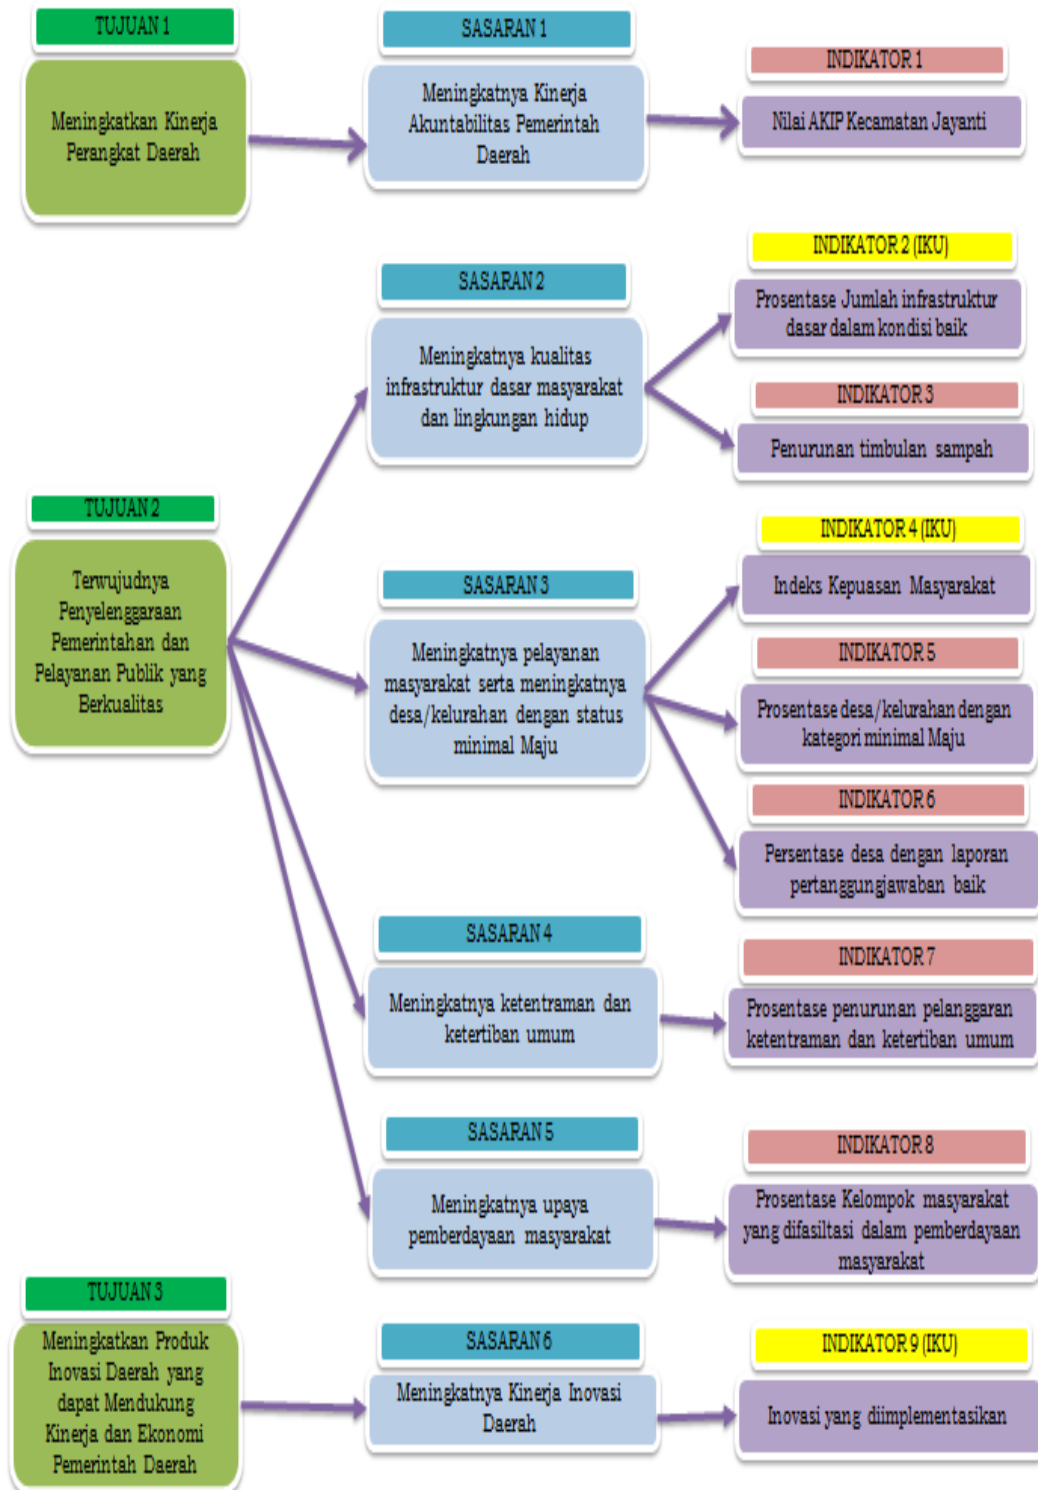 TUJUAN 1
Meningkatkan Kinerja
Perangkat Daerah
SASARAN 1
Meningkatnya Kinerja
Akuntabilitas Pemerintah
Daerah
INDIKATOR 1
Nilai AKIP Kecamatan Jayanti
TUJUAN 2
Terwujudnya
Penyelenggaraan
Pemerintahan dan
Pelayanan Publik yang
Berkualitas
SASARAN 2
Meningkatnya kualitas
infrastruktur dasar masyarakat
dan lingkungan hidup
INDIKATOR 2 (IKU)
Prosentase Jumlah infrastruktur
dasar dalam kondisi baik
INDIKATOR 3
Penurunan timbulan sampah
SASARAN 3
Meningkatnya pelayanan
masyarakat serta meningkatnya
desa/kelurahan dengan status
minimal Maju
INDIKATOR 4 (IKU)
Indeks Kepuasan Masyarakat
INDIKATOR 5
Prosentase desa/kelurahan dengan
kategori minimal Maju
INDIKATOR 6
Persentase desa dengan laporan
pertanggungjawaban baik
SASARAN 4
Meningkatnya ketentraman dan
ketertiban umum
INDIKATOR 7
Prosentase penurunan pelanggaran
ketentraman dan ketertiban umum
SASARAN 5
Meningkatnya upaya
pemberdayaan masyarakat
INDIKATOR 8
Prosentase Kelompok masyarakat
yang difasiltasi dalam pemberdayaan
masyarakat
TUJUAN 3
Meningkatkan Produk
Inovasi Daerah yang
dapat Mendukung
Kinerja dan Ekonomi
Pemerintah Daerah
SASARAN 6
Meningkatnya Kinerja Inovasi
Daerah
INDIKATOR 9 (IKU)
Inovasi yang diimplementasikan